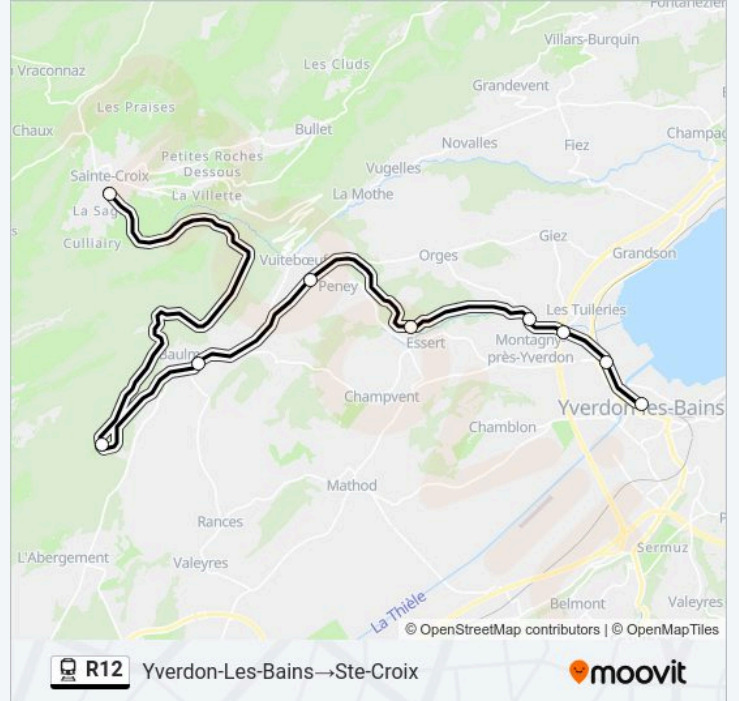 Fontanezier
Villars-Burquin
Vraconnaz
Les Cluds
Grandevent
Les Praises
Chaux
Bullet
Champag
Novalles
Fiez
Petites Roches
Dessous
Vugelles
Sainte-Croix
La Villette
La Mothe
La Sag
Culliairy
Giez
Vuitebœuf
Orges
Grandson
Peney
Les Tuileries
Essert
Montagny-
près-Yverdon
Baulm
Champvent
Yverdon-les-Bains
Chamblon
Mathod
Rances
L'Abergement
Valeyres
Sermuz
La Thièle
Belmont
Valeyres
© OpenStreetMap contributors | © OpenMapTiles
R12 Yverdon-Les-Bains→Ste-Croix
moovit